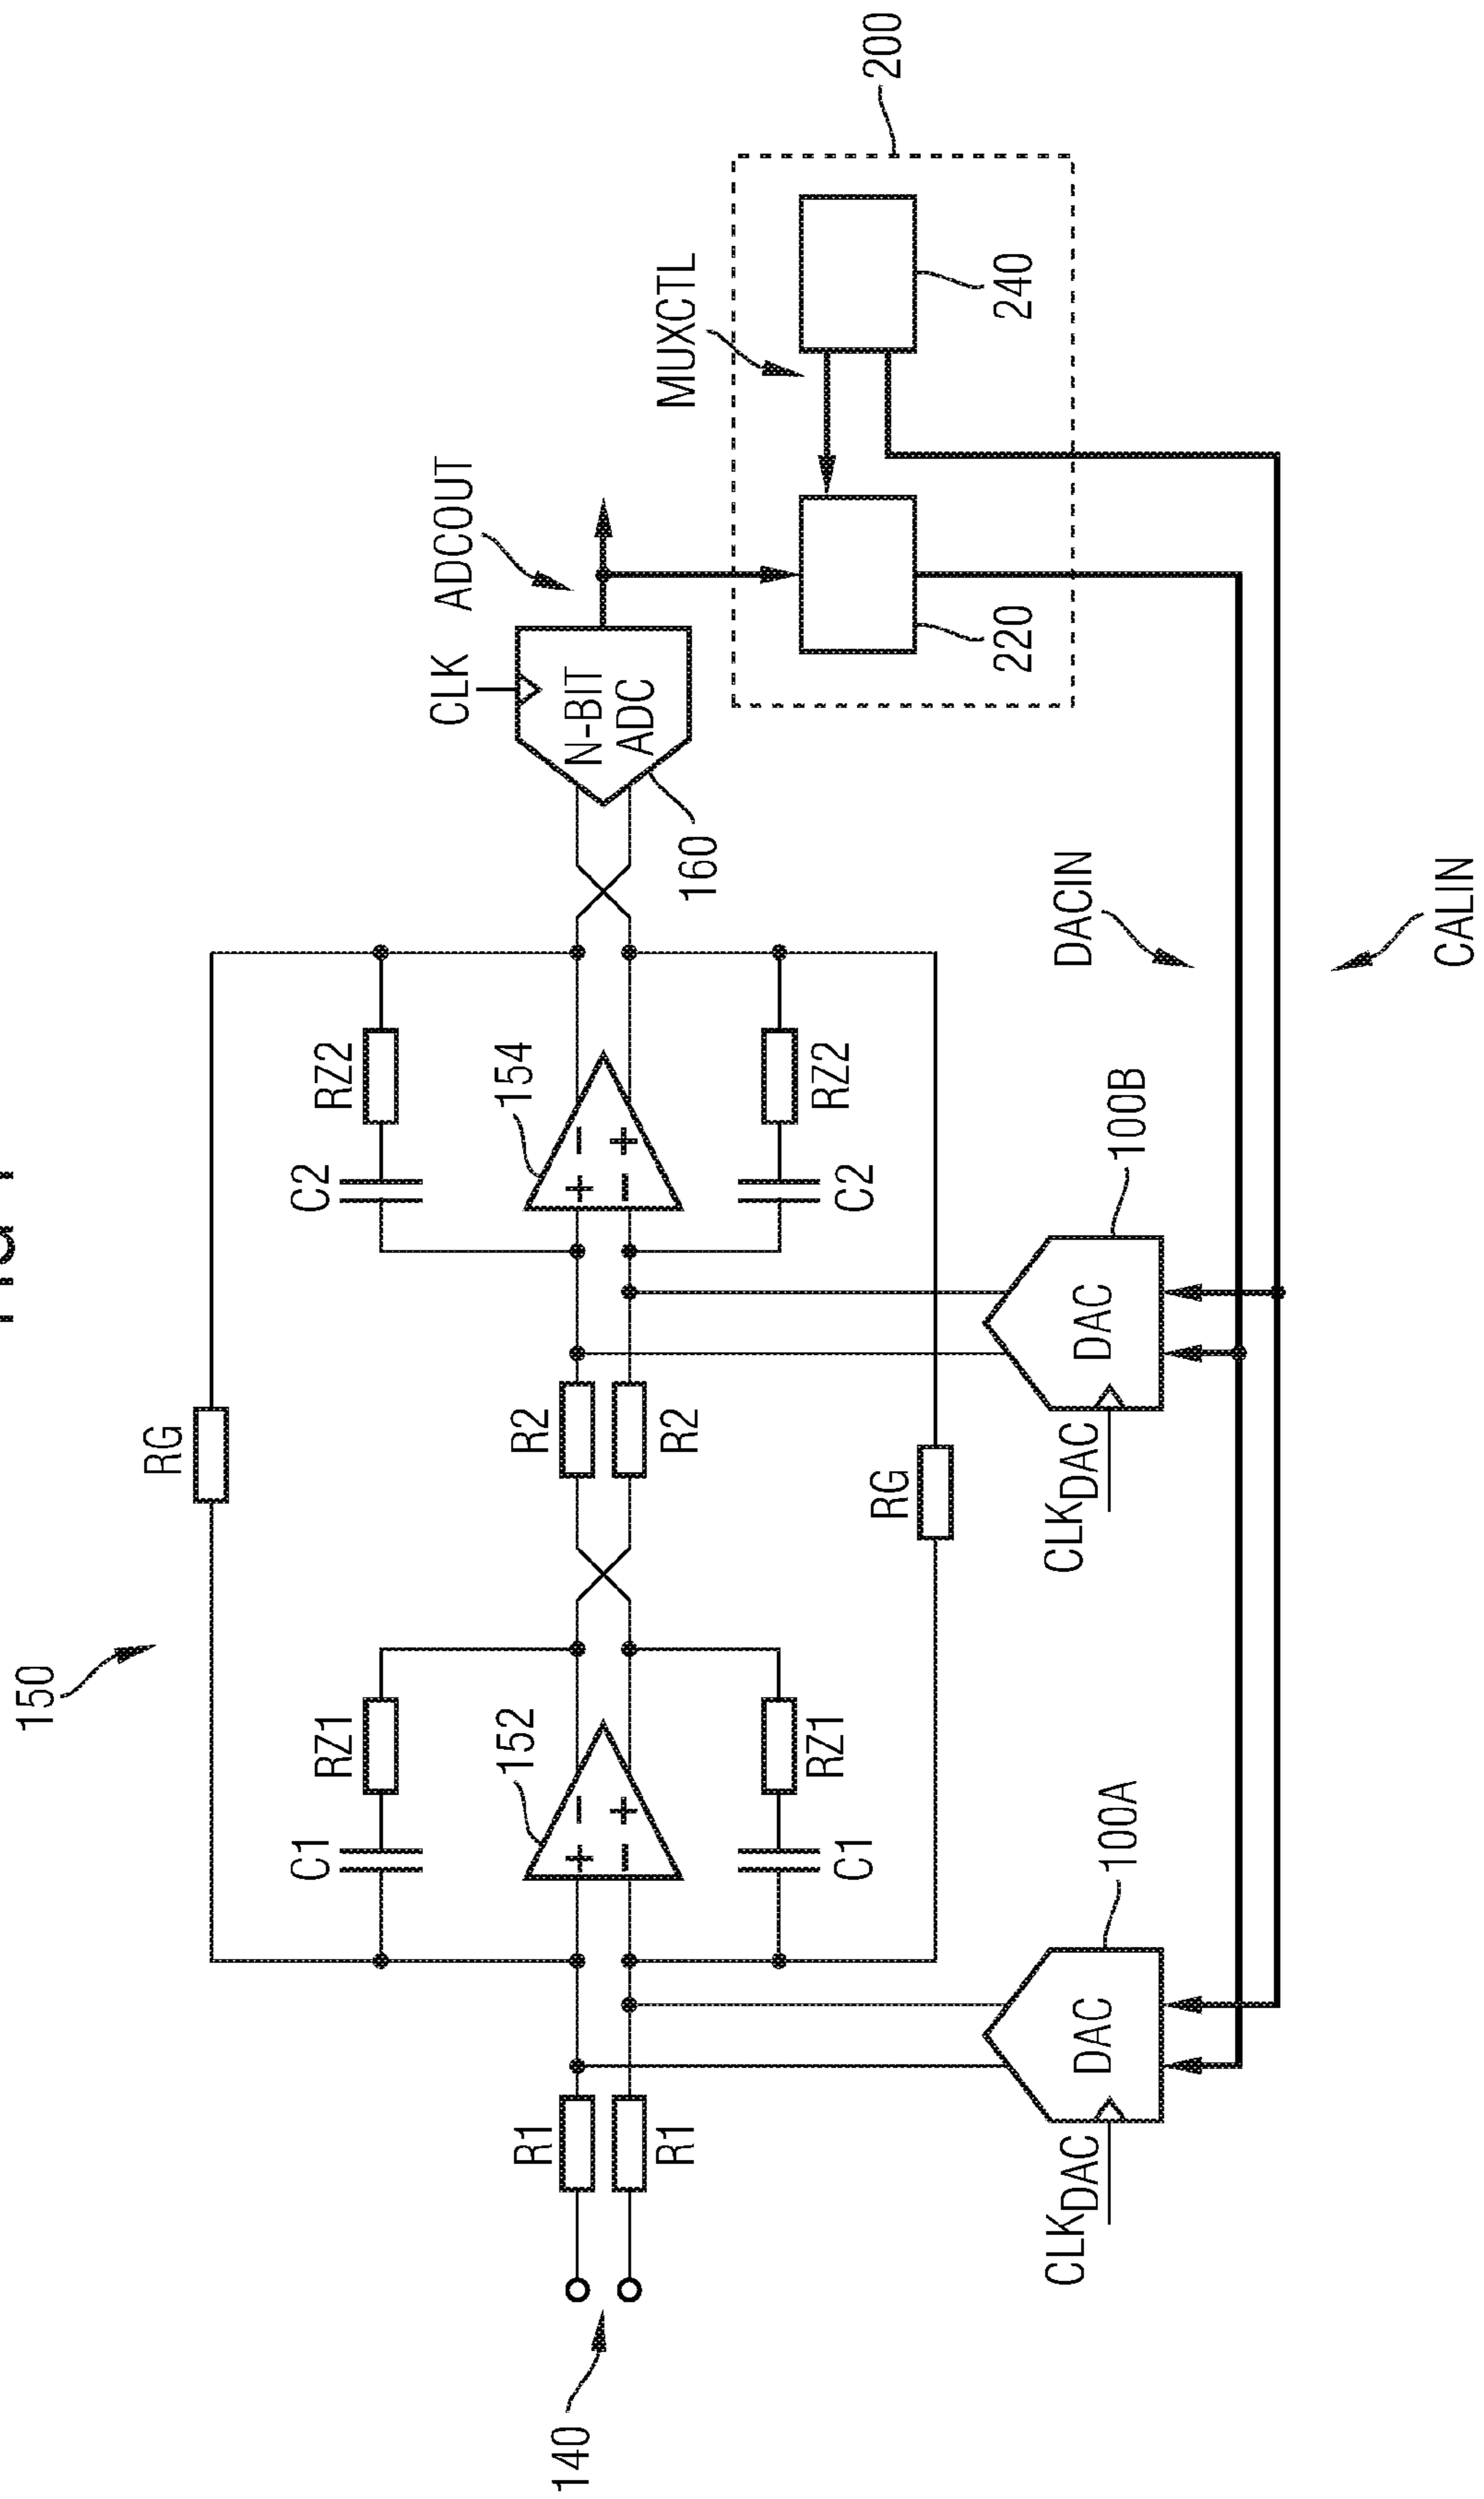 150
RG
C1
RZ1
C2
RZ2
CLK
ADCOUT
152
154
R1
R2
140
N-BIT
ADC
R1
R2
160
MUXCTL
C1
RZ1
C2
RZ2
RG
200
220
240
CLKDAC
DAC
100A
CLKDAC
DAC
100B
DACIN
CALIN